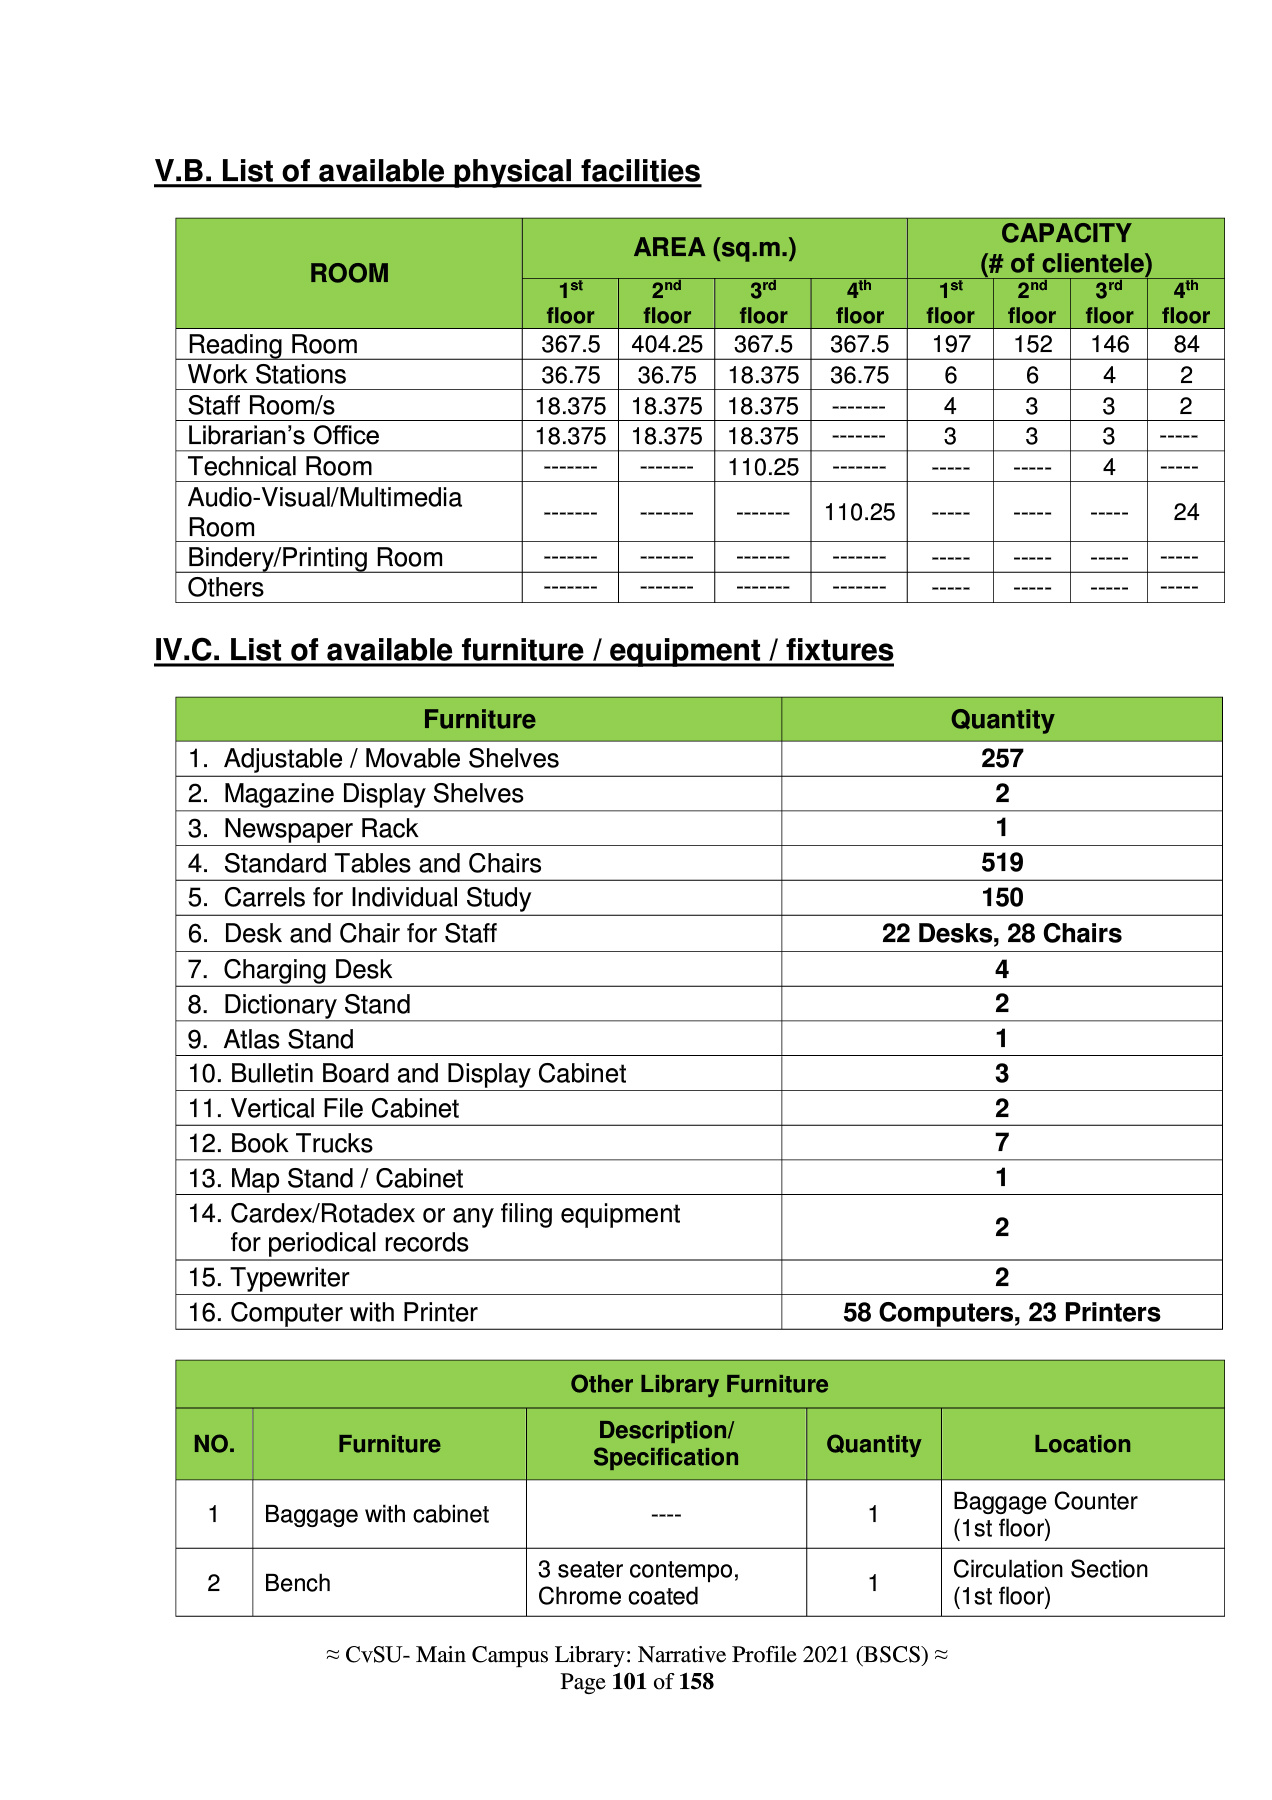 V.B. List of available physical facilities
ROOM AREA (sq.m.) CAPACITY
(# of clientele)
1st floor 2nd floor 3rd floor 4th floor 1st floor 2nd floor 3rd floor 4th floor
Reading Room 367.5 404.25 367.5 367.5 197 152 146 84
Work Stations 36.75 36.75 18.375 36.75 6 6 4 2
Staff Room/s 18.375 18.375 18.375 ------- 4 3 3 2
Librarian’s Office 18.375 18.375 18.375 ------- 3 3 3 -----
Technical Room ------- ------- 110.25 ------- ----- ----- 4 -----
Audio-Visual/Multimedia
Room ------- ------- ------- 110.25 ----- ----- ----- 24
Bindery/Printing Room ------- ------- ------- ------- ----- ----- ----- -----
Others ------- ------- ------- ------- ----- ----- ----- -----
IV.C. List of available furniture / equipment / fixtures
Furniture Quantity
1. Adjustable / Movable Shelves 257
2. Magazine Display Shelves 2
3. Newspaper Rack 1
4. Standard Tables and Chairs 519
5. Carrels for Individual Study 150
6. Desk and Chair for Staff 22 Desks, 28 Chairs
7. Charging Desk 4
8. Dictionary Stand 2
9. Atlas Stand 1
10. Bulletin Board and Display Cabinet 3
11. Vertical File Cabinet 2
12. Book Trucks 7
13. Map Stand / Cabinet 1
14. Cardex/Rotadex or any filing equipment
for periodical records 2
15. Typewriter 2
16. Computer with Printer 58 Computers, 23 Printers
Other Library Furniture
NO. Furniture Description/
Specification Quantity Location
1 Baggage with cabinet ---- 1 Baggage Counter
(1st floor)
2 Bench 3 seater contempo,
Chrome coated 1 Circulation Section
(1st floor)
≈ CvSU- Main Campus Library: Narrative Profile 2021 (BSCS) ≈
Page 101 of 158